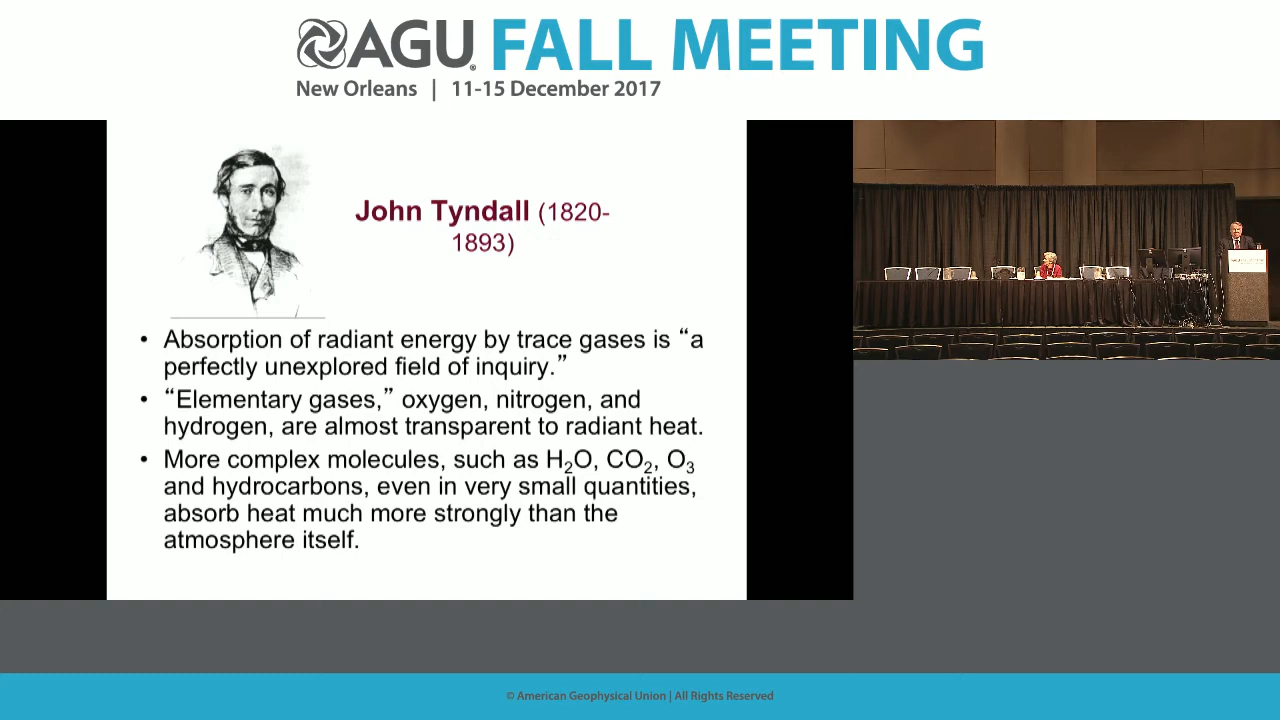 AGU FALL MEETING
New Orleans | 11-15 December 2017
John Tyndall (1820-
1893)
• Absorption of radiant energy by trace gases is “a
perfectly unexplored field of inquiry.”
• “Elementary gases,” oxygen, nitrogen, and
hydrogen, are almost transparent to radiant heat.
• More complex molecules, such as H₂O, CO₂, O₃
and hydrocarbons, even in very small quantities,
absorb heat much more strongly than the
atmosphere itself.
© American Geophysical Union | All Rights Reserved